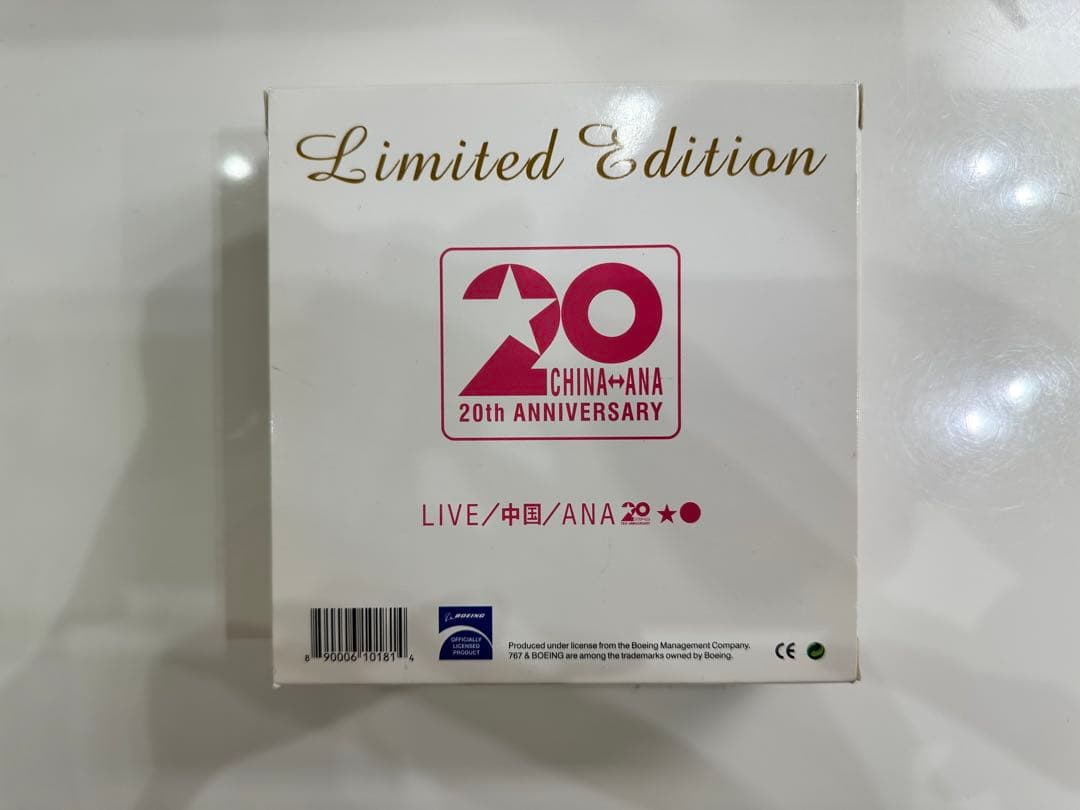 Limited Edition
20
CHINA↔ANA
20th ANNIVERSARY
LIVE/中国/ANA 20 ★●
BOEING
OFFICIALLY
LICENSED
PRODUCT
Produced under license from the Boeing Management Company.
767 & BOEING are among the trademarks owned by Boeing.
CE
8 90006 10181 4